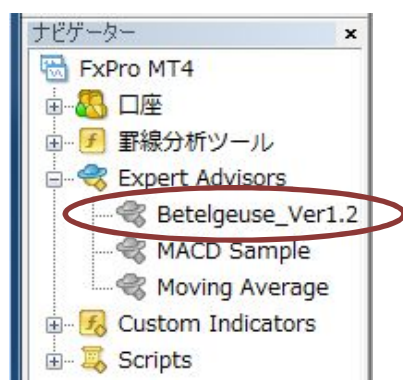 ナビゲーター
FxPro MT4
口座
罫線分析ツール
Expert Advisors
Betelgeuse_Ver1.2
MACD Sample
Moving Average
Custom Indicators
Scripts